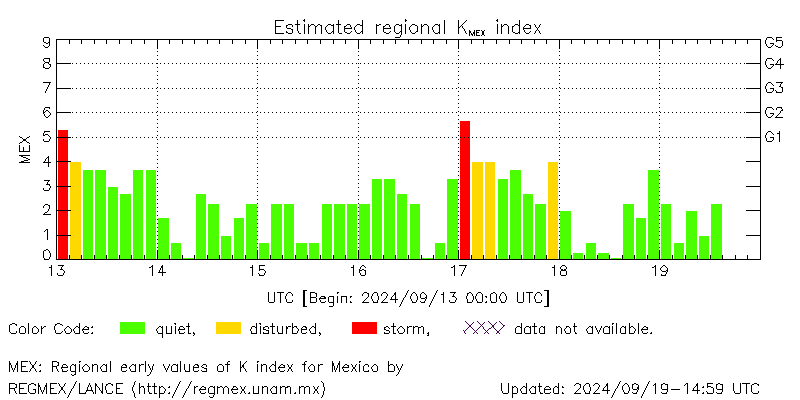 Estimated regional KMEX index
9
8
7
6
5
4
3
2
1
0
MEX
G5
G4
G3
G2
G1
13 14 15 16 17 18 19
UTC [Begin: 2024/09/13 00:00 UTC]
Color Code: quiet, disturbed, storm, data not available.
MEX: Regional early values of K index for Mexico by
REGMEX/LANCE (http://regmex.unam.mx) Updated: 2024/09/19-14:59 UTC